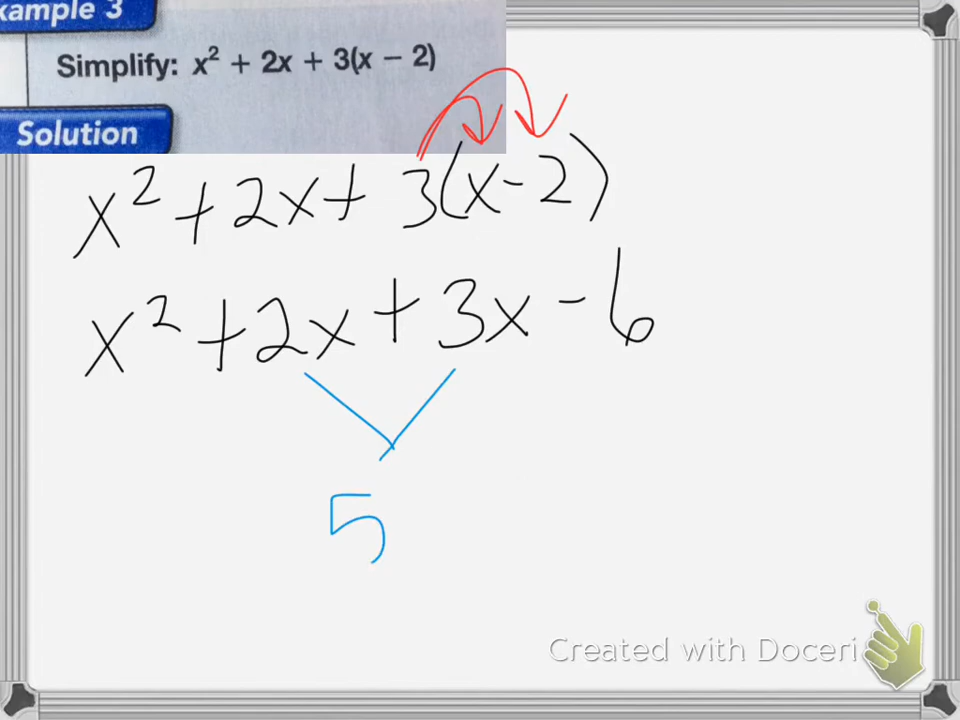 xample 3
Simplify: x² + 2x + 3(x − 2)
Solution
x² + 2x + 3(x − 2)
x² + 2x + 3x − 6
5
Created with Doceri